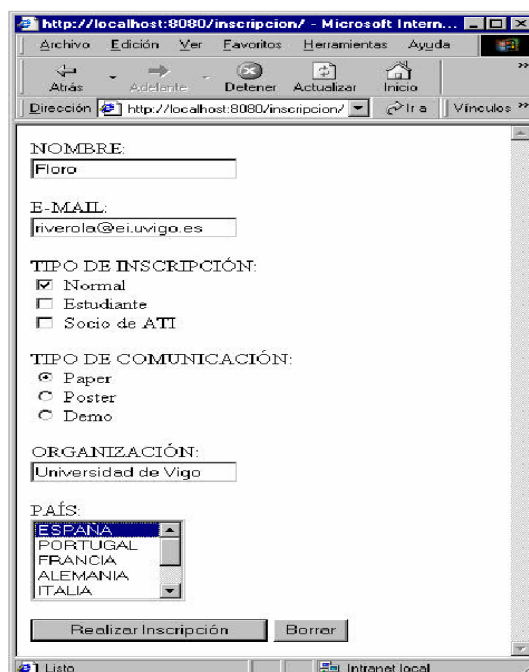 http://localhost:8080/inscripcion/ - Microsoft Intern...
Archivo Edición Ver Favoritos Herramientas Ayuda
Atrás Adelante Detener Actualizar Inicio »
Dirección http://localhost:8080/inscripcion/ Ir a Vínculos »
NOMBRE:
Floro
E-MAIL:
riverola@ei.uvigo.es
TIPO DE INSCRIPCIÓN:
Normal
Estudiante
Socio de ATI
TIPO DE COMUNICACIÓN:
Paper
Poster
Demo
ORGANIZACIÓN:
Universidad de Vigo
PAÍS:
ESPAÑA
PORTUGAL
FRANCIA
ALEMANIA
ITALIA
Realizar Inscripción Borrar
Listo Intranet local